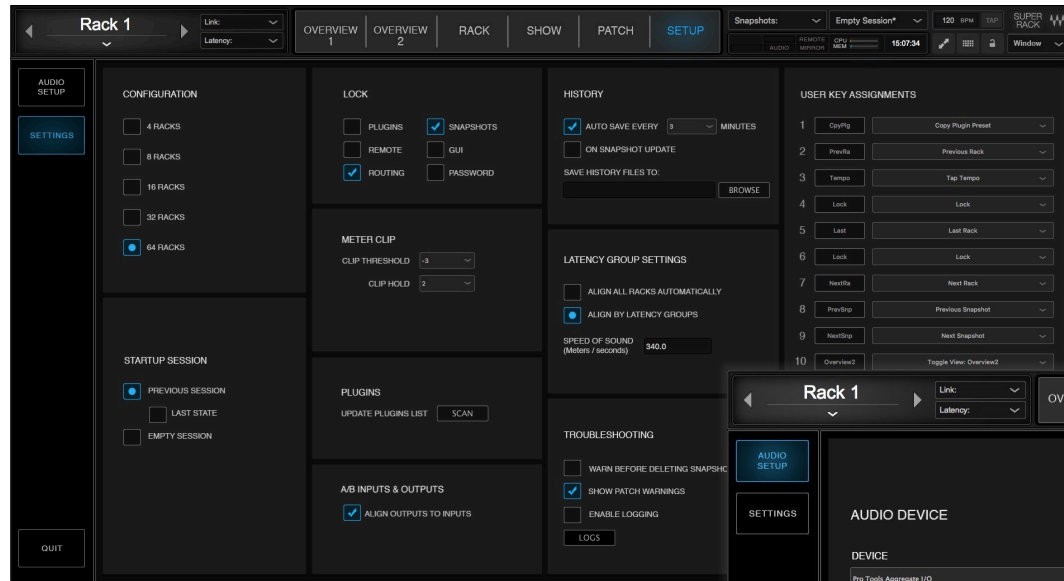 Rack 1
Link:
Latency:
OVERVIEW 1
OVERVIEW 2
RACK
SHOW
PATCH
SETUP
Snapshots:
Empty Session*
120 BPM
TAP
SUPER RACK
AUDIO
REMOTE
MIRROR
CPU
MEM
15:07:34
Window
AUDIO
SETUP
SETTINGS
QUIT
CONFIGURATION
4 RACKS
8 RACKS
16 RACKS
32 RACKS
64 RACKS
STARTUP SESSION
PREVIOUS SESSION
LAST STATE
EMPTY SESSION
LOCK
PLUGINS
SNAPSHOTS
REMOTE
GUI
ROUTING
PASSWORD
METER CLIP
CLIP THRESHOLD -3
CLIP HOLD 2
PLUGINS
UPDATE PLUGINS LIST SCAN
A/B INPUTS & OUTPUTS
ALIGN OUTPUTS TO INPUTS
HISTORY
AUTO SAVE EVERY 3 MINUTES
ON SNAPSHOT UPDATE
SAVE HISTORY FILES TO:
BROWSE
LATENCY GROUP SETTINGS
ALIGN ALL RACKS AUTOMATICALLY
ALIGN BY LATENCY GROUPS
SPEED OF SOUND
(Meters / seconds) 340.0
TROUBLESHOOTING
WARN BEFORE DELETING SNAPSHO
SHOW PATCH WARNINGS
ENABLE LOGGING
LOGS
USER KEY ASSIGNMENTS
1 CpyPlg Copy Plugin Preset
2 PrevRa Previous Rack
3 Tempo Tap Tempo
4 Lock Lock
5 Last Last Rack
6 Lock Lock
7 NextRa Next Rack
8 PrevSnp Previous Snapshot
9 NextSnp Next Snapshot
10 Overview2 Toggle View: Overview2
Rack 1
Link:
Latency:
OV
AUDIO
SETUP
SETTINGS
AUDIO DEVICE
DEVICE
Pro Tools Aggregate I/O